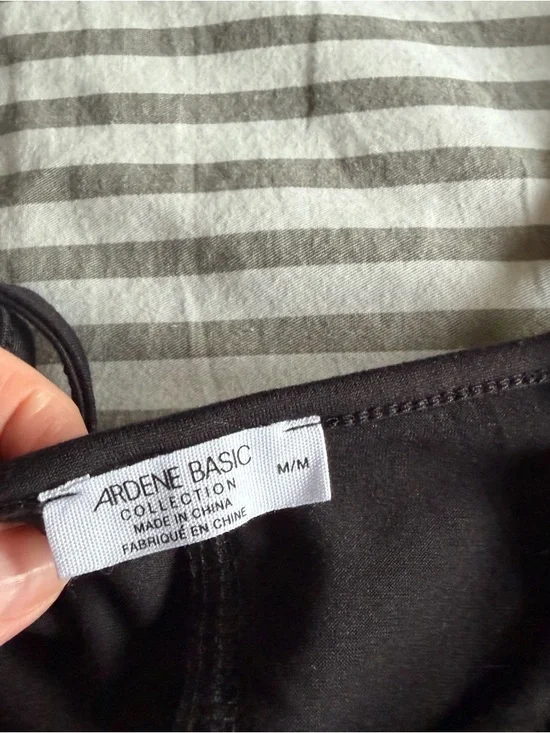 ARDENE BASIC
M/M
COLLECTION
MADE IN CHINA
FABRIQUÉ EN CHINE